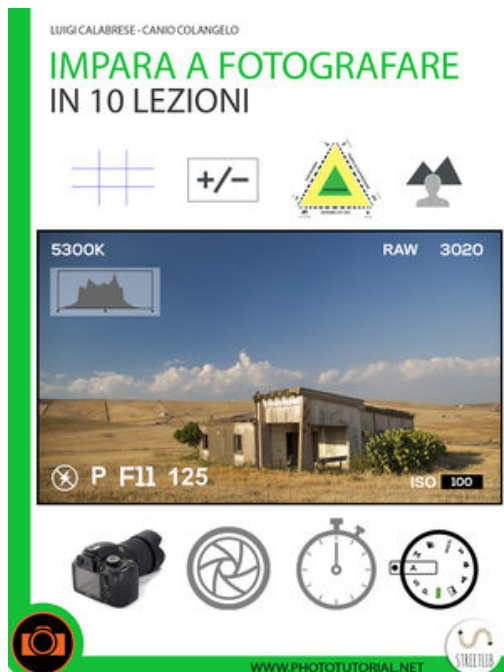 LUIGI CALABRESE - CANIO COLANGELO
IMPARA A FOTOGRAFARE
IN 10 LEZIONI
+/-
5300K RAW 3020
P F11 125
ISO 100
STREETLIB
WWW.PHOTOTUTORIAL.NET